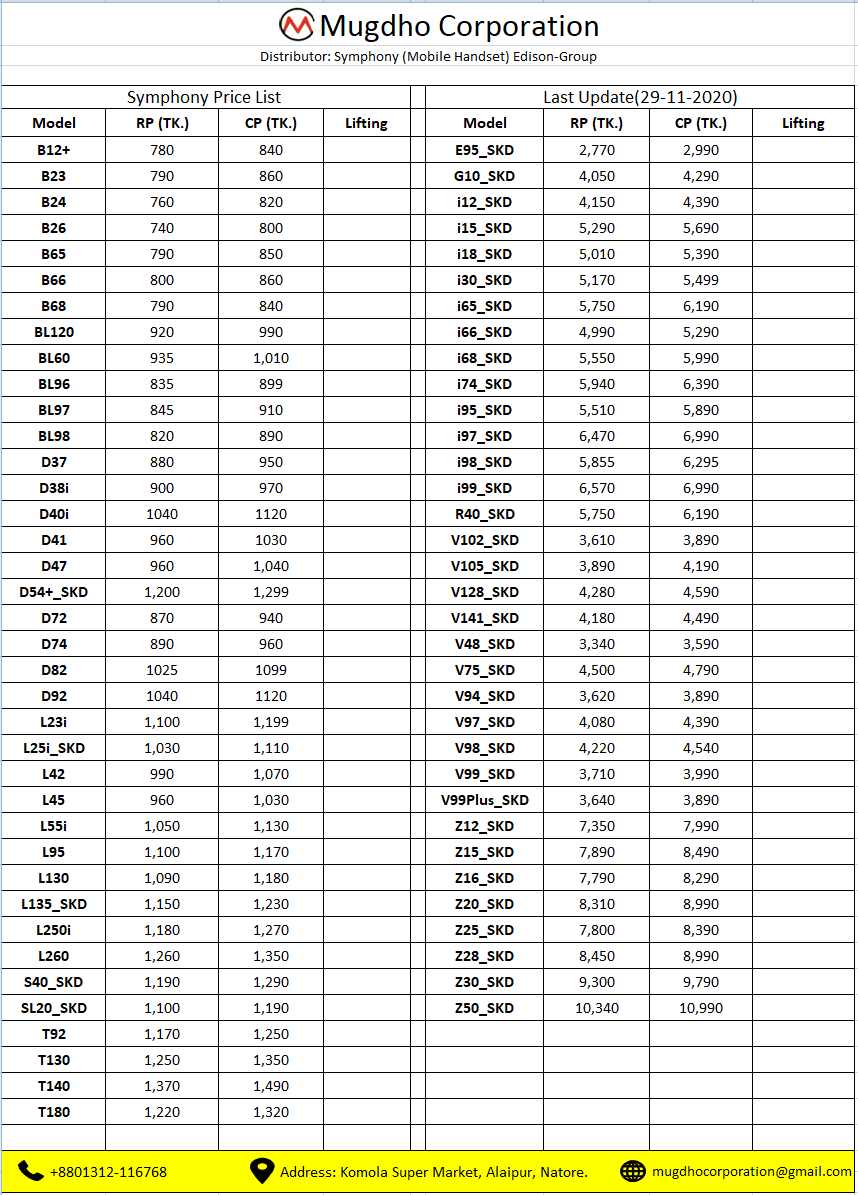 Mugdho Corporation
Distributor: Symphony (Mobile Handset) Edison-Group
Symphony Price List Last Update(29-11-2020)
Model RP (TK.) CP (TK.) Lifting Model RP (TK.) CP (TK.) Lifting
B12+ 780 840 E95_SKD 2,770 2,990
B23 790 860 G10_SKD 4,050 4,290
B24 760 820 i12_SKD 4,150 4,390
B26 740 800 i15_SKD 5,290 5,690
B65 790 850 i18_SKD 5,010 5,390
B66 800 860 i30_SKD 5,170 5,499
B68 790 840 i65_SKD 5,750 6,190
BL120 920 990 i66_SKD 4,990 5,290
BL60 935 1,010 i68_SKD 5,550 5,990
BL96 835 899 i74_SKD 5,940 6,390
BL97 845 910 i95_SKD 5,510 5,890
BL98 820 890 i97_SKD 6,470 6,990
D37 880 950 i98_SKD 5,855 6,295
D38i 900 970 i99_SKD 6,570 6,990
D40i 1040 1120 R40_SKD 5,750 6,190
D41 960 1030 V102_SKD 3,610 3,890
D47 960 1,040 V105_SKD 3,890 4,190
D54+_SKD 1,200 1,299 V128_SKD 4,280 4,590
D72 870 940 V141_SKD 4,180 4,490
D74 890 960 V48_SKD 3,340 3,590
D82 1025 1099 V75_SKD 4,500 4,790
D92 1040 1120 V94_SKD 3,620 3,890
L23i 1,100 1,199 V97_SKD 4,080 4,390
L25i_SKD 1,030 1,110 V98_SKD 4,220 4,540
L42 990 1,070 V99_SKD 3,710 3,990
L45 960 1,030 V99Plus_SKD 3,640 3,890
L55i 1,050 1,130 Z12_SKD 7,350 7,990
L95 1,100 1,170 Z15_SKD 7,890 8,490
L130 1,090 1,180 Z16_SKD 7,790 8,290
L135_SKD 1,150 1,230 Z20_SKD 8,310 8,990
L250i 1,180 1,270 Z25_SKD 7,800 8,390
L260 1,260 1,350 Z28_SKD 8,450 8,990
S40_SKD 1,190 1,290 Z30_SKD 9,300 9,790
SL20_SKD 1,100 1,190 Z50_SKD 10,340 10,990
T92 1,170 1,250
T130 1,250 1,350
T140 1,370 1,490
T180 1,220 1,320
+8801312-116768 Address: Komola Super Market, Alaipur, Natore. mugdhocorporation@gmail.com